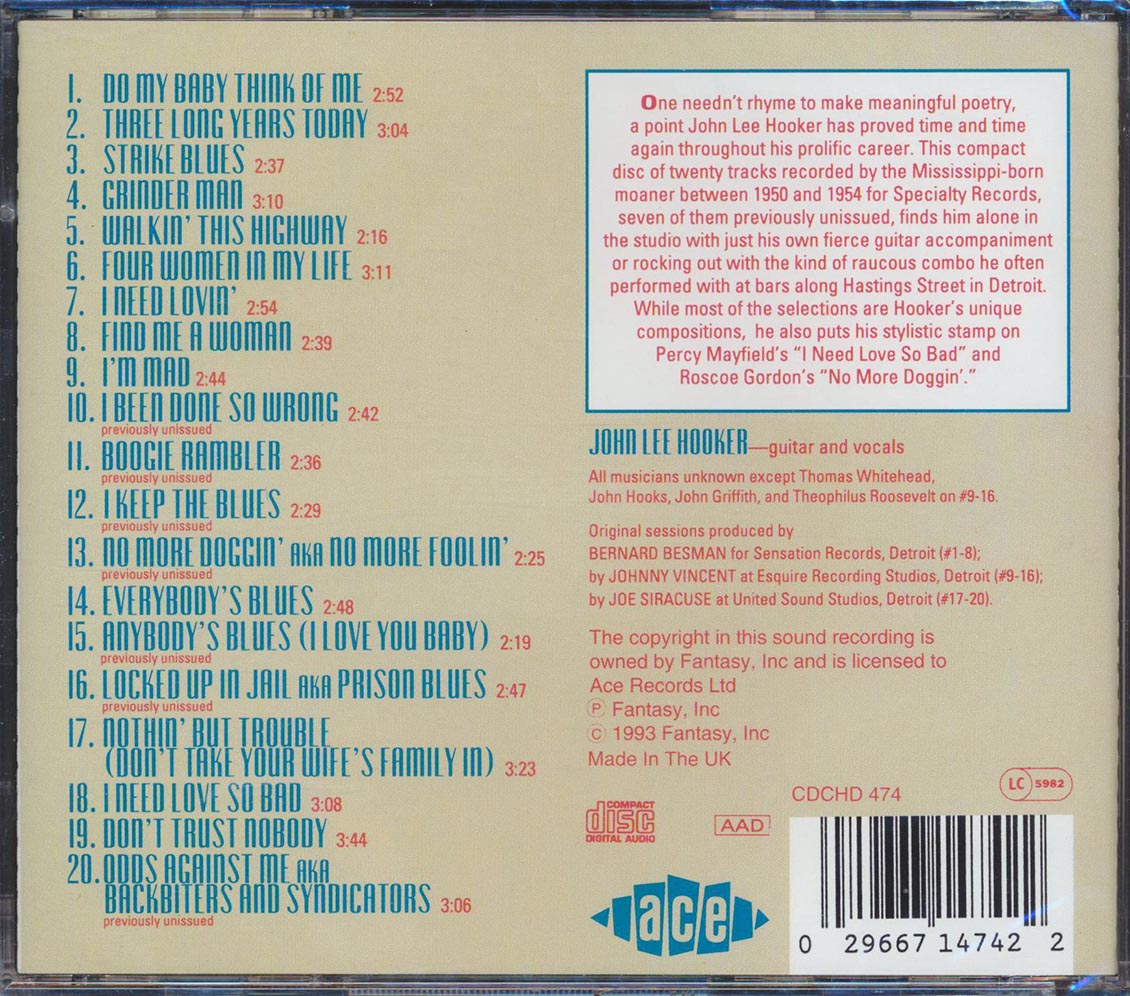 1. DO MY BABY THINK OF ME 2:52
2. THREE LONG YEARS TODAY 3:04
3. STRIKE BLUES 2:37
4. GRINDER MAN 3:10
5. WALKIN' THIS HIGHWAY 2:16
6. FOUR WOMEN IN MY LIFE 3:11
7. I NEED LOVIN' 2:54
8. FIND ME A WOMAN 2:39
9. I'M MAD 2:44
10. I BEEN DONE SO WRONG 2:42
previously unissued
11. BOOGIE RAMBLER 2:36
previously unissued
12. I KEEP THE BLUES 2:29
previously unissued
13. NO MORE DOGGIN' AKA NO MORE FOOLIN' 2:25
previously unissued
14. EVERYBODY'S BLUES 2:48
15. ANYBODY'S BLUES (I LOVE YOU BABY) 2:19
previously unissued
16. LOCKED UP IN JAIL AKA PRISON BLUES 2:47
previously unissued
17. NOTHIN' BUT TROUBLE
(DON'T TAKE YOUR WIFE'S FAMILY IN) 3:23
18. I NEED LOVE SO BAD 3:08
19. DON'T TRUST NOBODY 3:44
20. ODDS AGAINST ME AKA
BACKBITERS AND SYNDICATORS 3:06
previously unissued
One needn't rhyme to make meaningful poetry,
a point John Lee Hooker has proved time and time
again throughout his prolific career. This compact
disc of twenty tracks recorded by the Mississippi-born
moaner between 1950 and 1954 for Specialty Records,
seven of them previously unissued, finds him alone in
the studio with just his own fierce guitar accompaniment
or rocking out with the kind of raucous combo he often
performed with at bars along Hastings Street in Detroit.
While most of the selections are Hooker's unique
compositions, he also puts his stylistic stamp on
Percy Mayfield's "I Need Love So Bad" and
Roscoe Gordon's "No More Doggin'."
JOHN LEE HOOKER—guitar and vocals
All musicians unknown except Thomas Whitehead,
John Hooks, John Griffith, and Theophilus Roosevelt on #9-16.
Original sessions produced by
BERNARD BESMAN for Sensation Records, Detroit (#1-8);
by JOHNNY VINCENT at Esquire Recording Studios, Detroit (#9-16);
by JOE SIRACUSE at United Sound Studios, Detroit (#17-20).
The copyright in this sound recording is
owned by Fantasy, Inc and is licensed to
Ace Records Ltd
℗ Fantasy, Inc
© 1993 Fantasy, Inc
Made In The UK
CDCHD 474
LC 5982
COMPACT
disc
DIGITAL AUDIO
AAD
ace
0 29667 14742 2